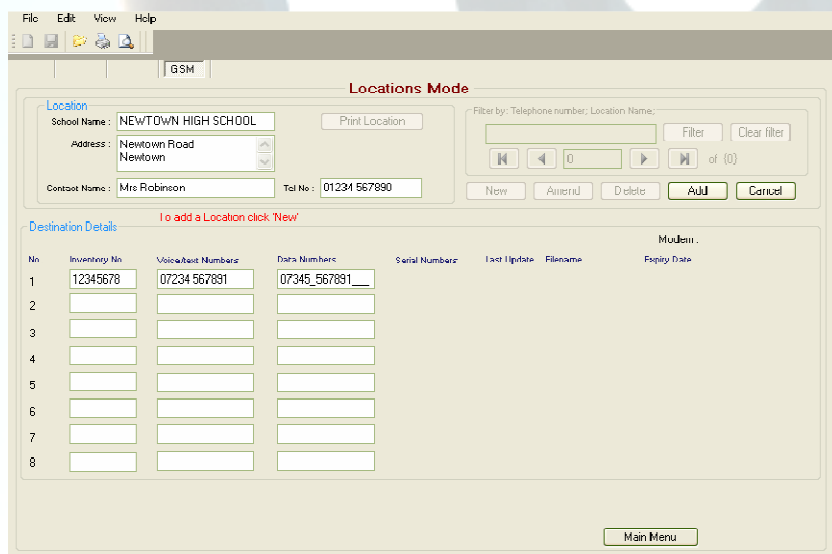 File Edit View Help
GSM
Locations Mode
Location
School Name : NEWTOWN HIGH SCHOOL
Print Location
Address : Newtown Road
Newtown
Contact Name : Mrs Robinson
Tel No : 01234 567890
Filter by: Telephone number; Location Name;
Filter Clear filter
0 of {0}
New Amend Delete Add Cancel
To add a Location click 'New'
Destination Details
Modem :
No Inventory No Voice/text Numbers Data Numbers Serial Numbers Last Update Filename Expiry Date
1 12345678 07234 567891 07345_567891___
2
3
4
5
6
7
8
Main Menu